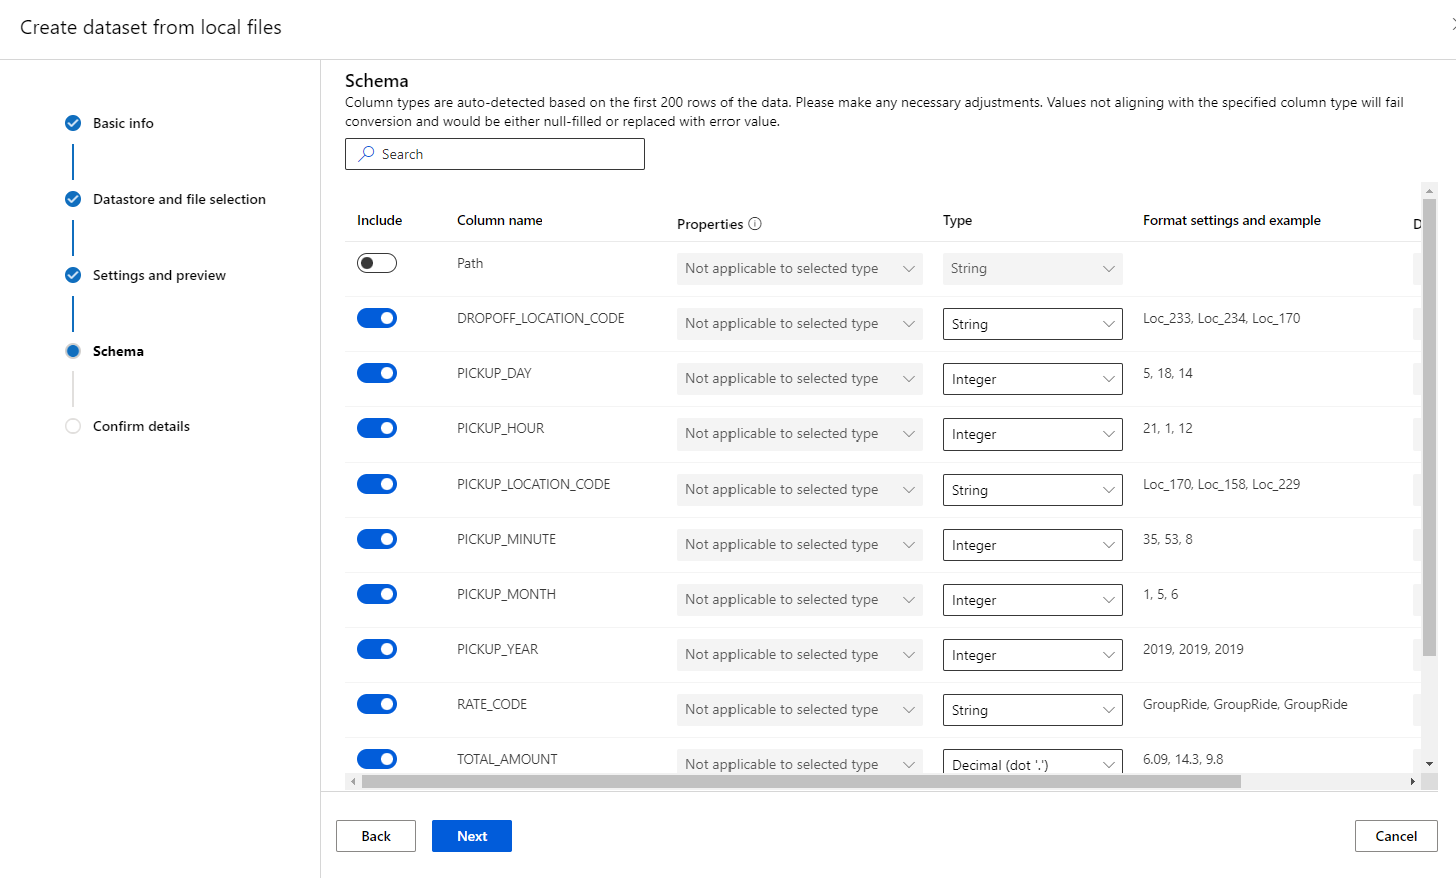 Create dataset from local files
Basic info
Datastore and file selection
Settings and preview
Schema
Confirm details
Schema
Column types are auto-detected based on the first 200 rows of the data. Please make any necessary adjustments. Values not aligning with the specified column type will fail
conversion and would be either null-filled or replaced with error value.
Search
Include Column name Properties Type Format settings and example D
Path Not applicable to selected type String
DROPOFF_LOCATION_CODE Not applicable to selected type String Loc_233, Loc_234, Loc_170
PICKUP_DAY Not applicable to selected type Integer 5, 18, 14
PICKUP_HOUR Not applicable to selected type Integer 21, 1, 12
PICKUP_LOCATION_CODE Not applicable to selected type String Loc_170, Loc_158, Loc_229
PICKUP_MINUTE Not applicable to selected type Integer 35, 53, 8
PICKUP_MONTH Not applicable to selected type Integer 1, 5, 6
PICKUP_YEAR Not applicable to selected type Integer 2019, 2019, 2019
RATE_CODE Not applicable to selected type String GroupRide, GroupRide, GroupRide
TOTAL_AMOUNT Not applicable to selected type Decimal (dot '.') 6.09, 14.3, 9.8
Back Next Cancel